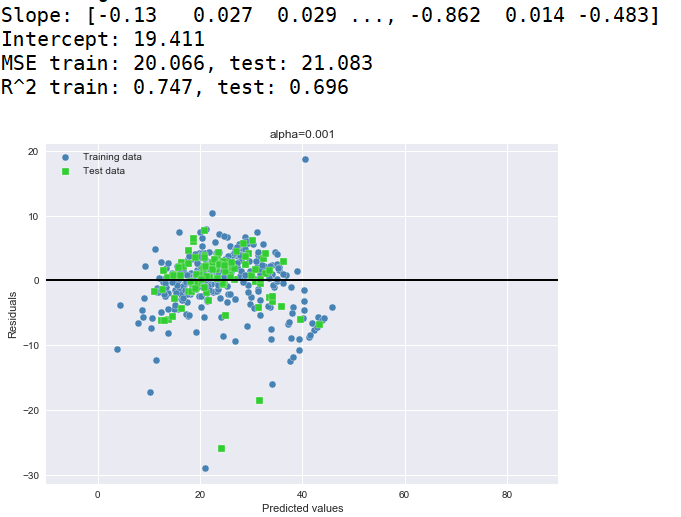 Slope: [-0.13   0.027  0.029 ..., -0.862  0.014 -0.483]
Intercept: 19.411
MSE train: 20.066, test: 21.083
R^2 train: 0.747, test: 0.696
alpha=0.001
Training data
Test data
20
10
0
−10
−20
−30
Residuals
0 20 40 60 80
Predicted values